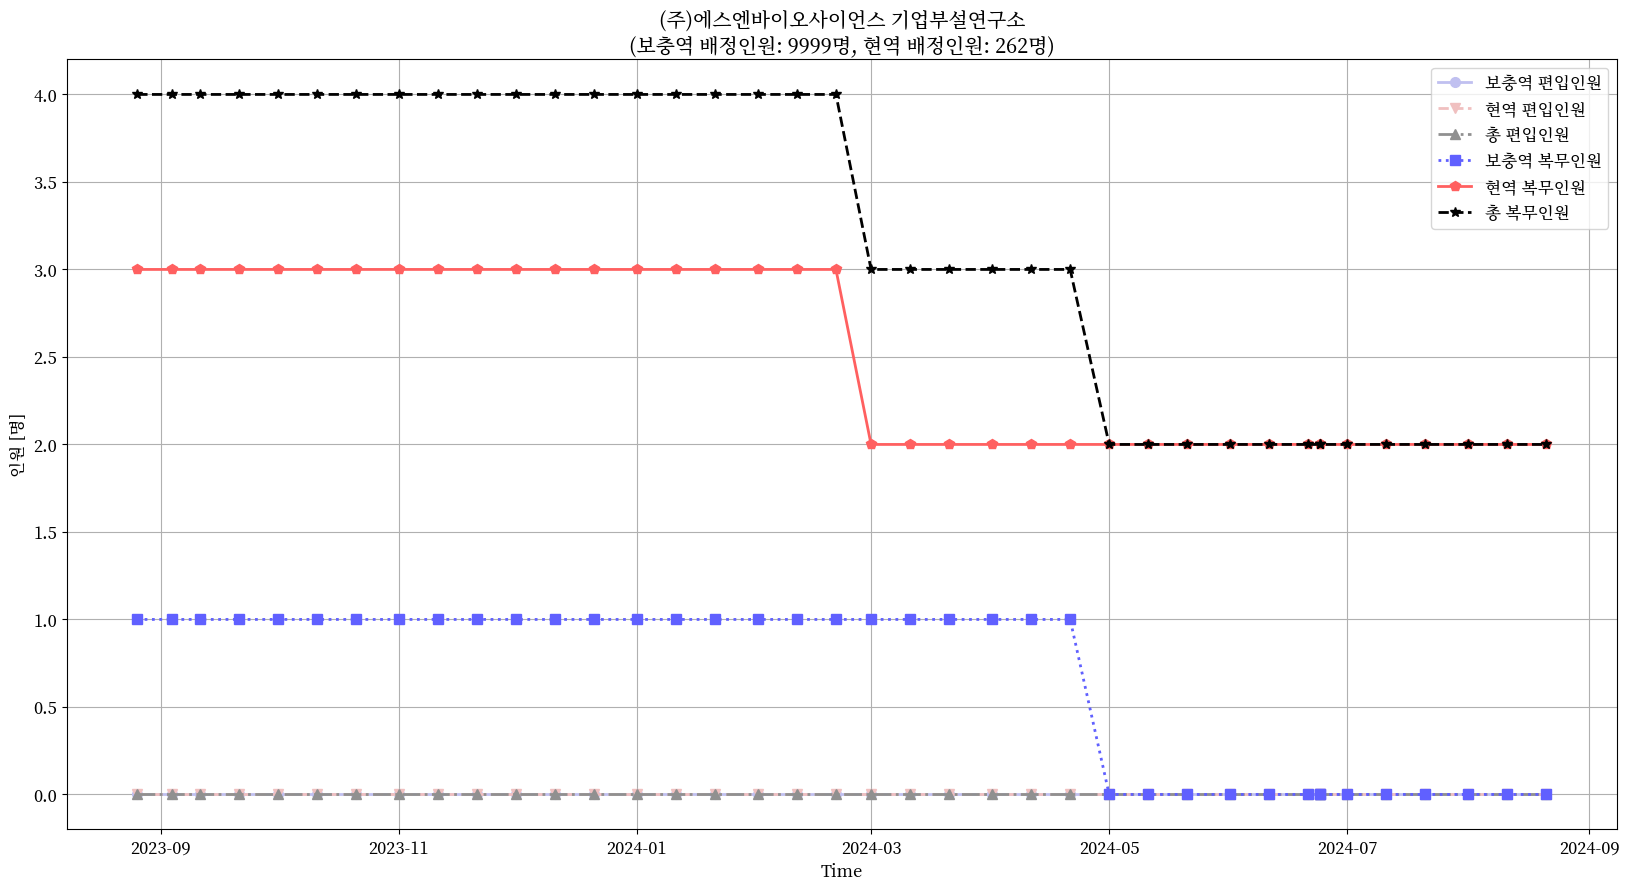 (주)에스엔바이오사이언스 기업부설연구소
(보충역 배정인원: 9999명, 현역 배정인원: 262명)
보충역 편입인원
현역 편입인원
총 편입인원
보충역 복무인원
현역 복무인원
총 복무인원
4.0
3.5
3.0
2.5
2.0
1.5
1.0
0.5
0.0
인원 [명]
2023-09
2023-11
2024-01
2024-03
2024-05
2024-07
2024-09
Time